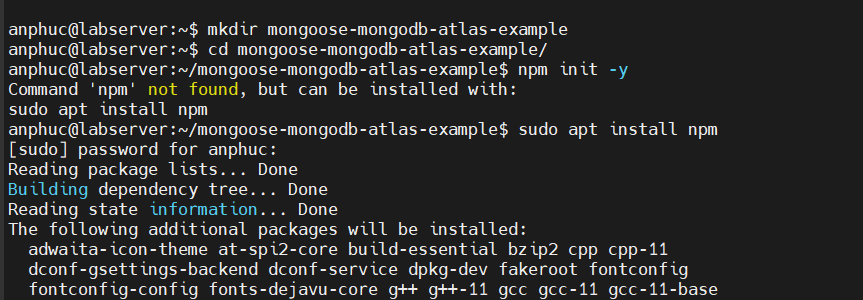 anphuc@labserver:~$ mkdir mongoose-mongodb-atlas-example
anphuc@labserver:~$ cd mongoose-mongodb-atlas-example/
anphuc@labserver:~/mongoose-mongodb-atlas-example$ npm init -y
Command 'npm' not found, but can be installed with:
sudo apt install npm
anphuc@labserver:~/mongoose-mongodb-atlas-example$ sudo apt install npm
[sudo] password for anphuc:
Reading package lists... Done
Building dependency tree... Done
Reading state information... Done
The following additional packages will be installed:
  adwaita-icon-theme at-spi2-core build-essential bzip2 cpp cpp-11
  dconf-gsettings-backend dconf-service dpkg-dev fakeroot fontconfig
  fontconfig-config fonts-dejavu-core g++ g++-11 gcc gcc-11 gcc-11-base